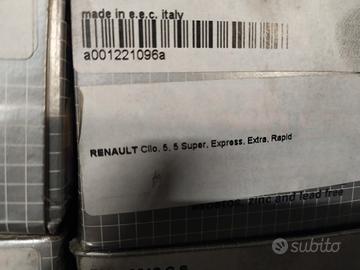 made in e.e.c. italy
a001221096a
RENAULT Clio, 5, 5 Super, Express, Extra, Rapid
zinc and lead free
subito